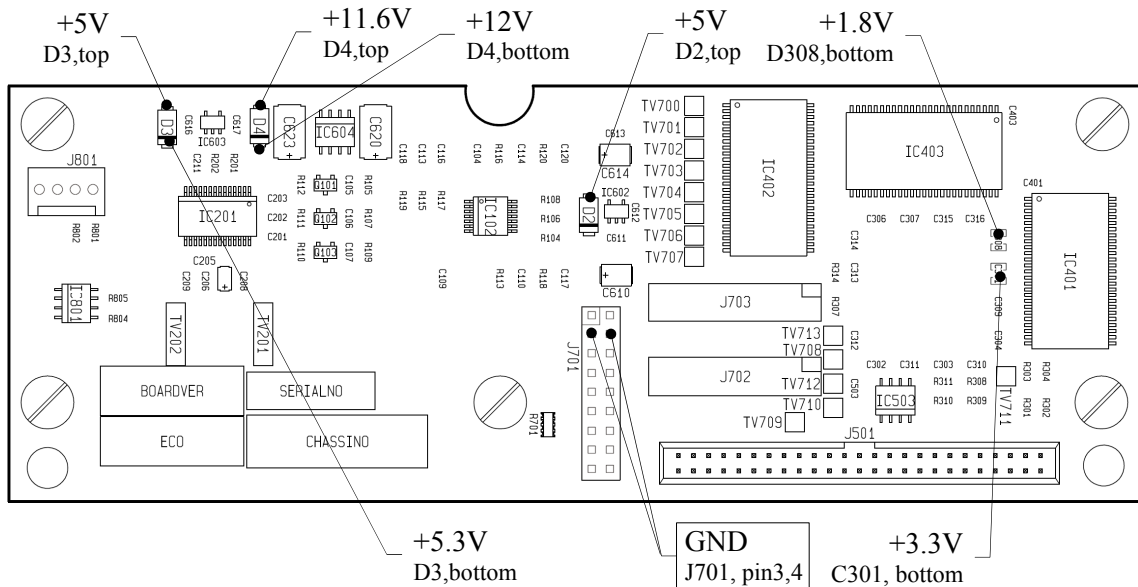 +5V
D3,top
+11.6V
D4,top
+12V
D4,bottom
+5V
D2,top
+1.8V
D308,bottom
J801
R802
R801
D3
C616
IC603
C617
D4
C623
+
IC604
C620
+
C211
R202
R201
IC201
C203
C202
C201
R112
Q101
C105
R105
R111
Q102
C106
R107
R110
Q103
C107
R109
C118
C113
C116
R119
R115
R117
C104
R116
C114
R120
C120
IC102
R108
R106
R104
C109
R113
C110
R118
C117
C613
+
C614
D2
IC602
C612
C611
+
C610
TV700
TV701
TV702
TV703
TV704
TV705
TV706
TV707
IC402
IC403
C403
C401
IC401
C306
C307
C315
C316
C314
R314
C313
R307
C309
C304
C205
C209
C206
C208
+
IC801
R805
R804
TV202
TV201
BOARDVER
SERIALNO
ECO
CHASSINO
R701
J701
J703
J702
TV713
C312
TV708
TV712
C503
TV710
TV709
C302
C311
C303
C310
IC503
R311
R308
R310
R309
R303
R304
R301
R302
TV711
J501
+5.3V
D3,bottom
GND
J701, pin3,4
+3.3V
C301, bottom